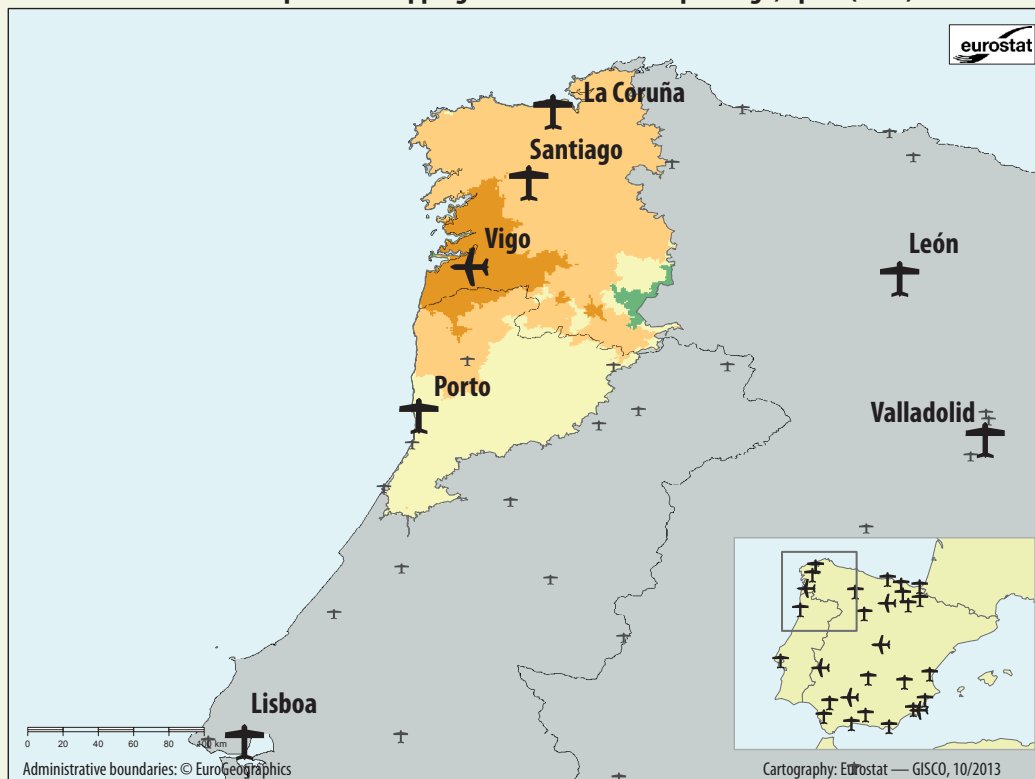 eurostat
La Coruña
Santiago
Vigo
León
Porto
Valladolid
Lisboa
0 20 40 60 80 100 km
Administrative boundaries: © EuroGeographics
Cartography: Eurostat — GISCO, 10/2013